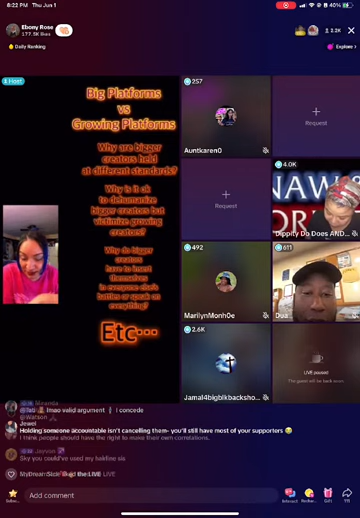 8:22 PM Thu Jun 1
40%
Ebony Rose
177.5K likes
2.2K
Daily Ranking
Explore >
Host
Big Platforms
vs
Growing Platforms
Why are bigger
creators held
at different standards?
Why is it ok
to dehumanize
bigger creators but
victimize growing
creators?
Why do bigger
creators
have to insert
themselves
in everyone else's
battles or speak on
everything?
Etc...
257
Auntkaren0
+
Request
+
Request
4.0K
NAW &
Dippity Do Does AND...
492
MarilynMonh0e
611
Dua
2.6K
Jamal4bigblkbacksho...
LIVE paused
The guest will be back soon
Miranda
lmao valid argument I concede
@Watson
Jewel
Holding someone accountable isn't cancelling them- you'll still have most of your supporters
I think people should have the right to make their own correlations.
Jayvon
Sky you could've used my hairline sis
the LIVE
Add comment
Interact
Gift